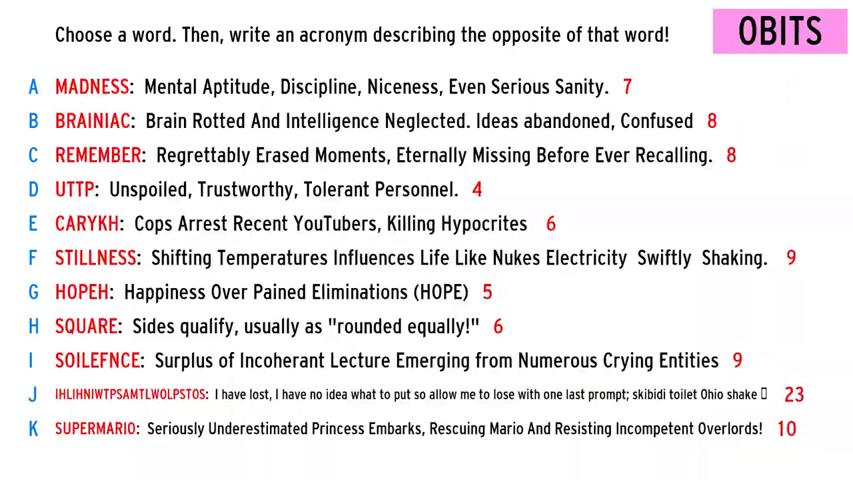 Choose a word. Then, write an acronym describing the opposite of that word!
OBITS
A MADNESS: Mental Aptitude, Discipline, Niceness, Even Serious Sanity. 7
B BRAINIAC: Brain Rotted And Intelligence Neglected. Ideas abandoned, Confused 8
C REMEMBER: Regrettably Erased Moments, Eternally Missing Before Ever Recalling. 8
D UTTP: Unspoiled, Trustworthy, Tolerant Personnel. 4
E CARYKH: Cops Arrest Recent YouTubers, Killing Hypocrites 6
F STILLNESS: Shifting Temperatures Influences Life Like Nukes Electricity Swiftly Shaking. 9
G HOPEH: Happiness Over Pained Eliminations (HOPE) 5
H SQUARE: Sides qualify, usually as "rounded equally!" 6
I SOILEFNCE: Surplus of Incoherant Lecture Emerging from Numerous Crying Entities 9
J IHLIHNIWTPSAMTLWOLPSTOS: I have lost, I have no idea what to put so allow me to lose with one last prompt; skibidi toilet Ohio shake 23
K SUPERMARIO: Seriously Underestimated Princess Embarks, Rescuing Mario And Resisting Incompetent Overlords! 10